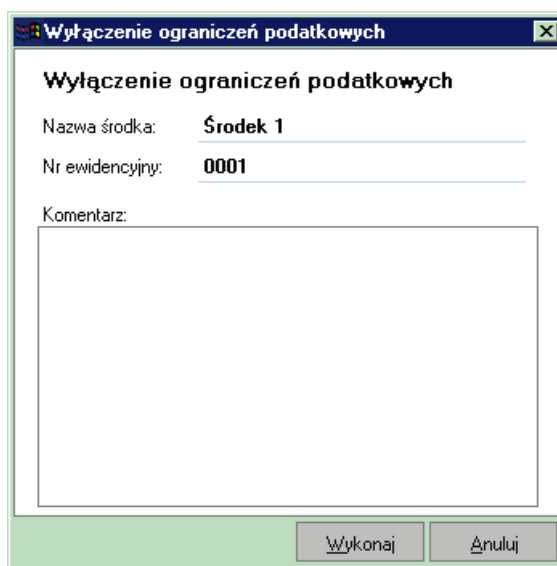 Wyłączenie ograniczeń podatkowych
Wyłączenie ograniczeń podatkowych
Nazwa środka: Środek 1
Nr ewidencyjny: 0001
Komentarz:
Wykonaj Anuluj